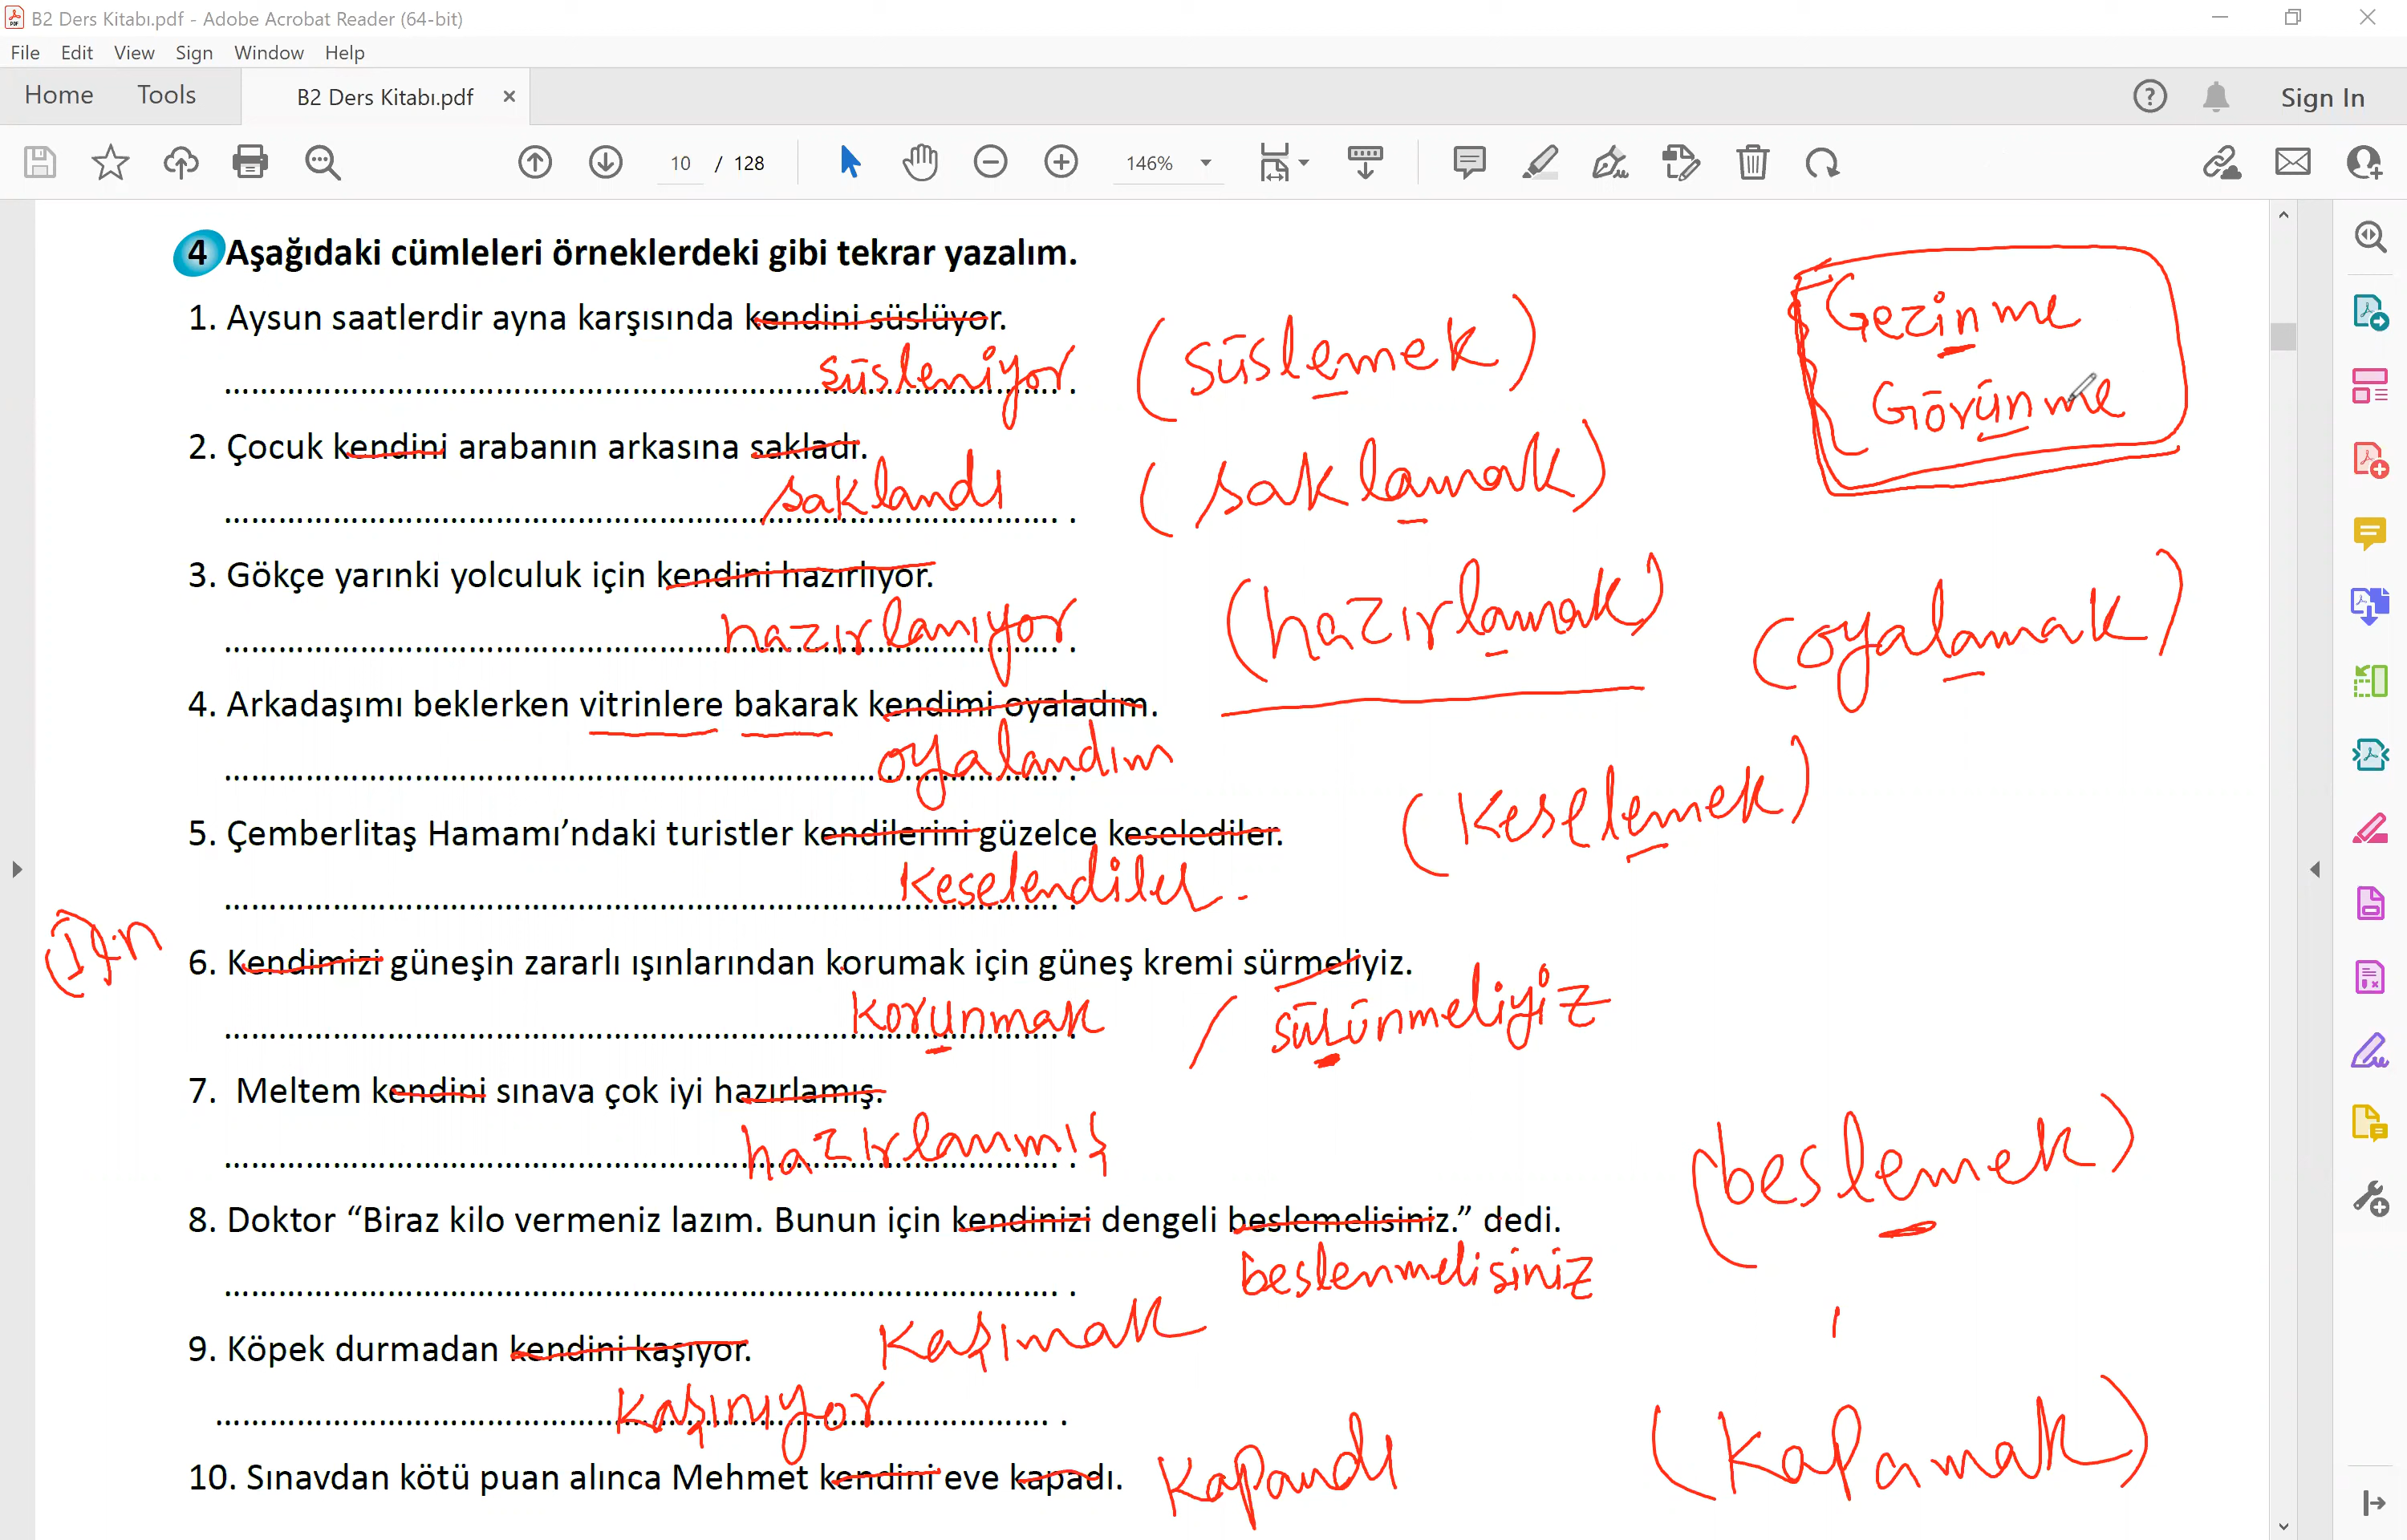 B2 Ders Kitabı.pdf - Adobe Acrobat Reader (64-bit)
File Edit View Sign Window Help
Home Tools B2 Ders Kitabı.pdf × Sign In
10 / 128 146%
4 Aşağıdaki cümleleri örneklerdeki gibi tekrar yazalım.
Gezinme
Görünme
1. Aysun saatlerdir ayna karşısında kendini süslüyor.
süsleniyor (süslemek)
2. Çocuk kendini arabanın arkasına sakladı.
saklandı (saklamak)
3. Gökçe yarınki yolculuk için kendini hazırlıyor.
hazırlanıyor (hazırlamak) (oyalamak)
4. Arkadaşımı beklerken vitrinlere bakarak kendimi oyaladım.
oyalandım
5. Çemberlitaş Hamamı’ndaki turistler kendilerini güzelce keselediler.
keselendiler. (keselemek)
6. Kendimizi güneşin zararlı ışınlarından korumak için güneş kremi sürmeliyiz.
korunmak / sürünmeliyiz
7. Meltem kendini sınava çok iyi hazırlamış.
hazırlanmış
8. Doktor “Biraz kilo vermeniz lazım. Bunun için kendinizi dengeli beslemelisiniz.” dedi.
beslenmelisiniz (beslemek)
9. Köpek durmadan kendini kaşıyor. kaşımak
kaşınıyor
10. Sınavdan kötü puan alınca Mehmet kendini eve kapadı. kapandı (kapamak)